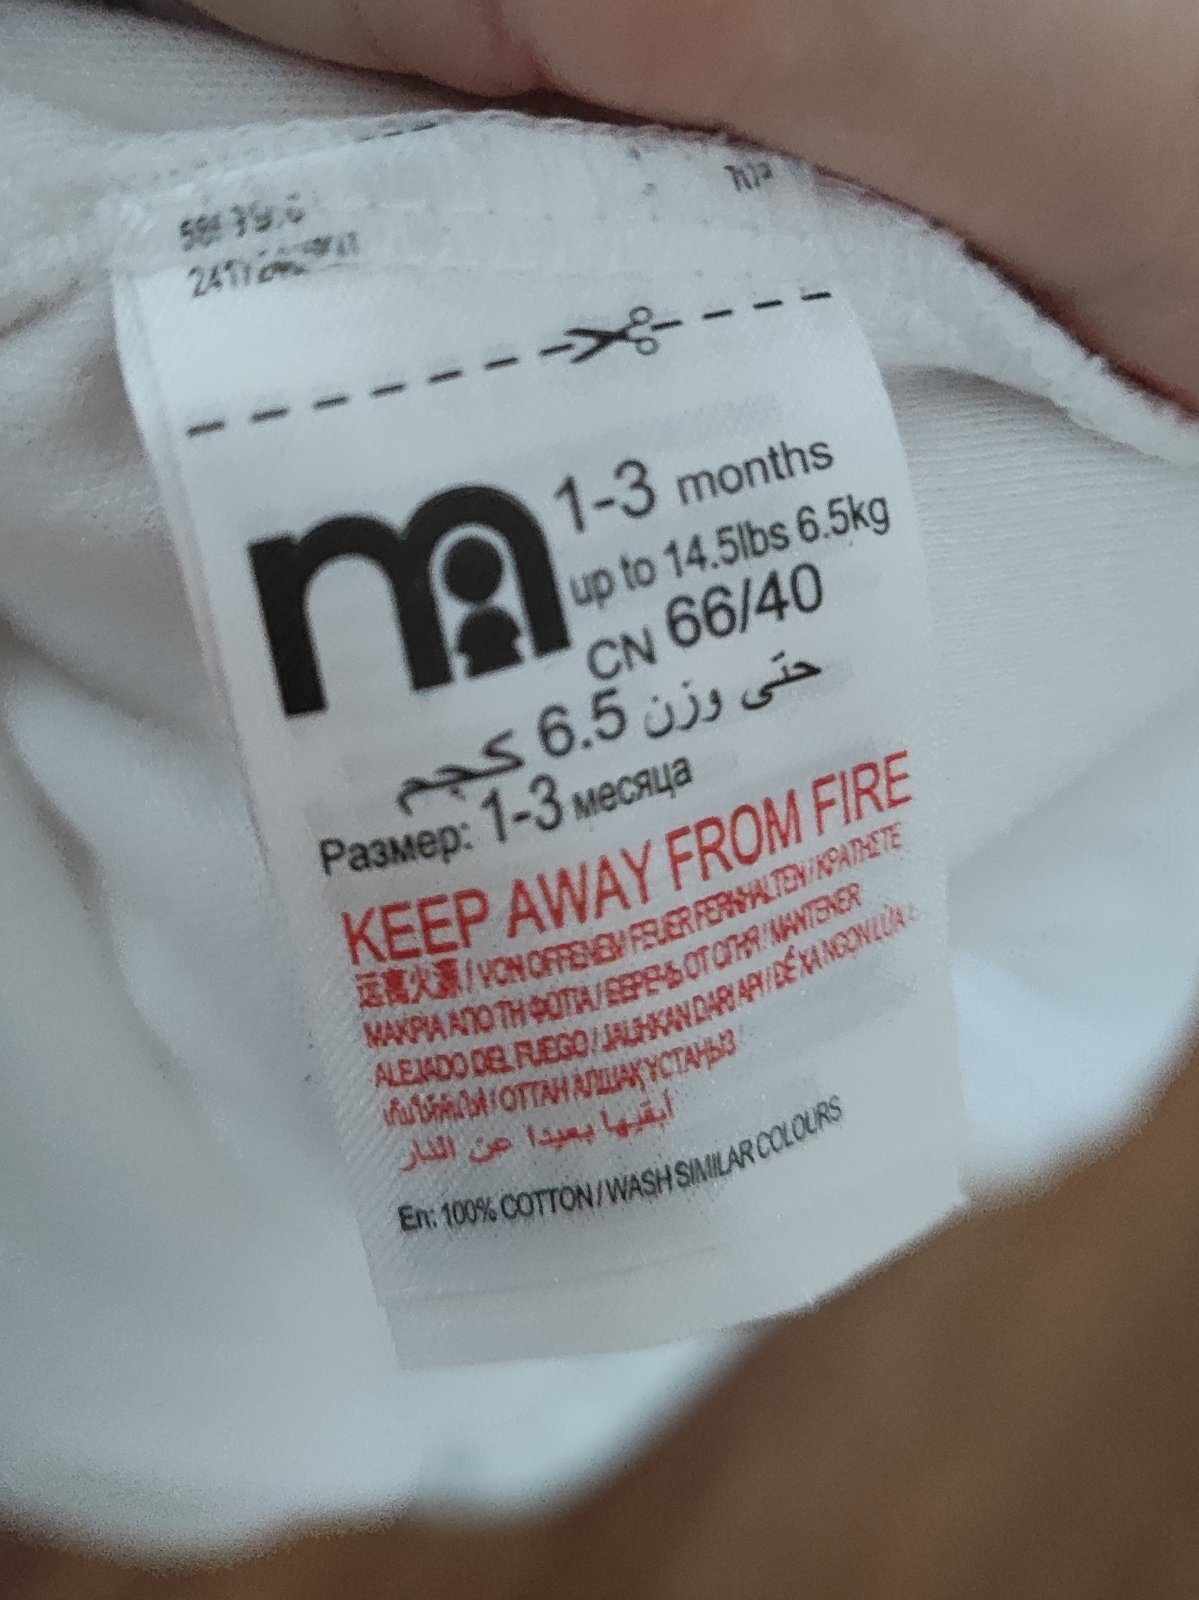 1-3 months
up to 14.5lbs 6.5kg
CN 66/40
حتى وزن 6.5 كجم
Размер: 1-3 месяца
KEEP AWAY FROM FIRE
远离火源 / VON OFFENEM FEUER FERNHALTEN / ΚΡΑΤΗΣΤΕ
ΜΑΚΡΙΑ ΑΠΟ ΤΗ ΦΩΤΙΑ / БЕРЕЧЬ ОТ ОГНЯ / MANTENER
ALEJADO DEL FUEGO / JAUHKAN DARI API / ĐỂ XA NGỌN LỬA
ОТТАН АЛШАҚ ҰСТАҢЫЗ
أبقيها بعيدا عن النار
En: 100% COTTON / WASH SIMILAR COLOURS